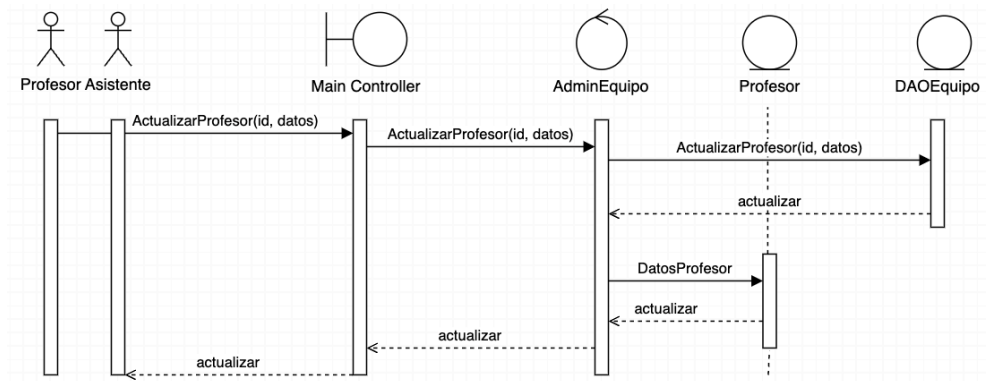 Profesor Asistente
Main Controller
AdminEquipo
Profesor
DAOEquipo
ActualizarProfesor(id, datos)
ActualizarProfesor(id, datos)
ActualizarProfesor(id, datos)
actualizar
DatosProfesor
actualizar
actualizar
actualizar